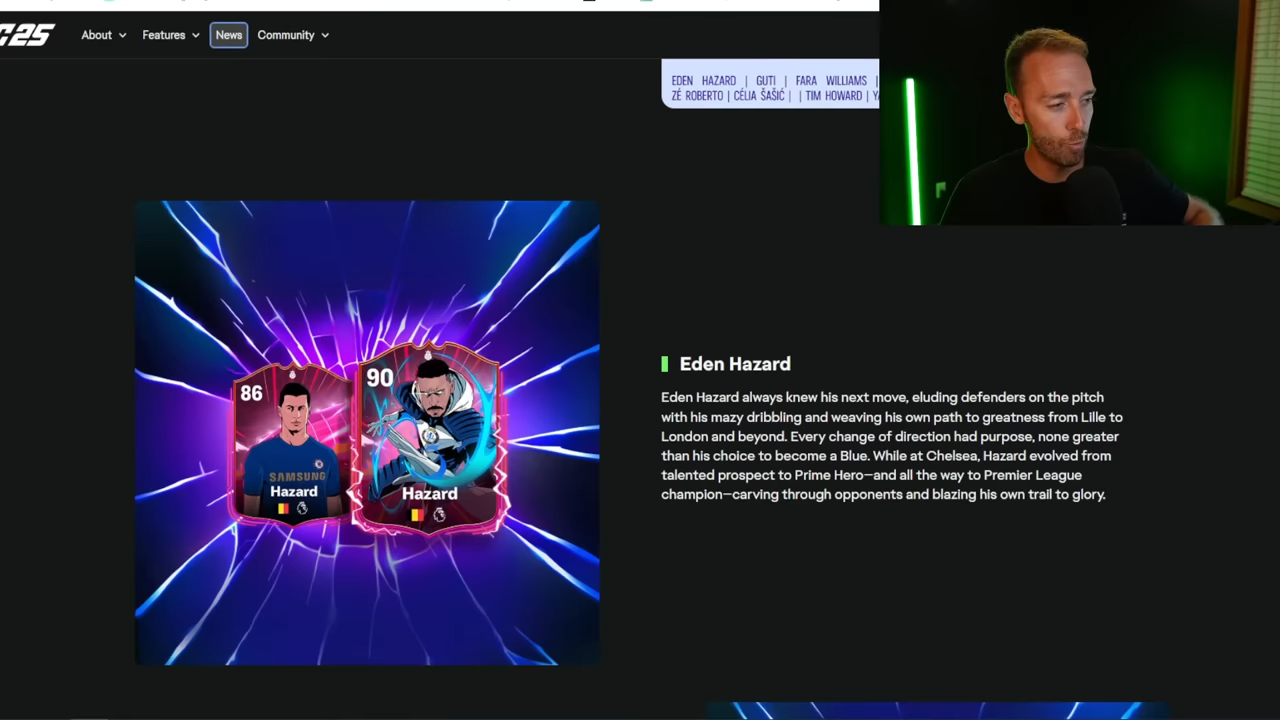 C25
About
Features
News
Community
EDEN HAZARD | GUTI | FARA WILLIAMS |
ZÉ ROBERTO | CÉLIA ŠAŠIĆ | | TIM HOWARD |
86
SAMSUNG
Hazard
90
Hazard
Eden Hazard
Eden Hazard always knew his next move, eluding defenders on the pitch
with his mazy dribbling and weaving his own path to greatness from Lille to
London and beyond. Every change of direction had purpose, none greater
than his choice to become a Blue. While at Chelsea, Hazard evolved from
talented prospect to Prime Hero—and all the way to Premier League
champion—carving through opponents and blazing his own trail to glory.